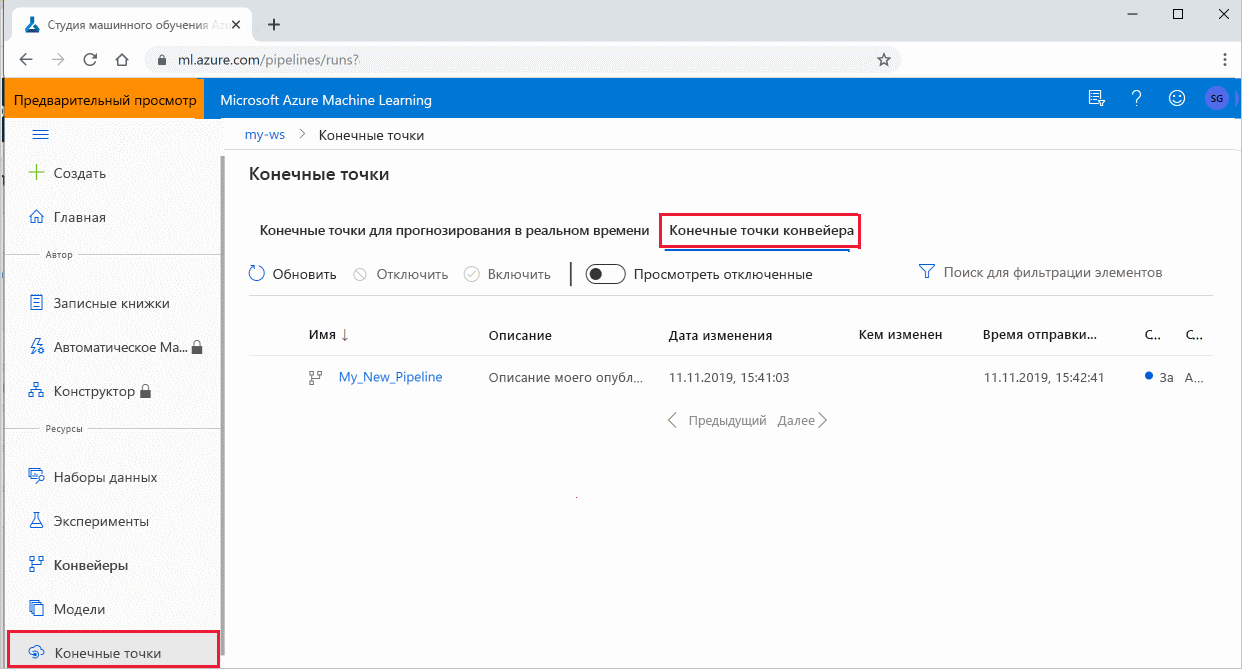 Студия машинного обучения Azu
ml.azure.com/pipelines/runs?
Предварительный просмотр
Microsoft Azure Machine Learning
SG
my-ws > Конечные точки
Создать
Конечные точки
Главная
Конечные точки для прогнозирования в реальном времени Конечные точки конвейера
Автор
Обновить Отключить Включить Просмотреть отключенные Поиск для фильтрации элементов
Записные книжки
Имя ↓ Описание Дата изменения Кем изменен Время отправки... С.. С...
Автоматическое Ма...
My_New_Pipeline Описание моего опубл... 11.11.2019, 15:41:03 11.11.2019, 15:42:41 За А...
Конструктор
Предыдущий Далее
Ресурсы
Наборы данных
Эксперименты
Конвейеры
Модели
Конечные точки